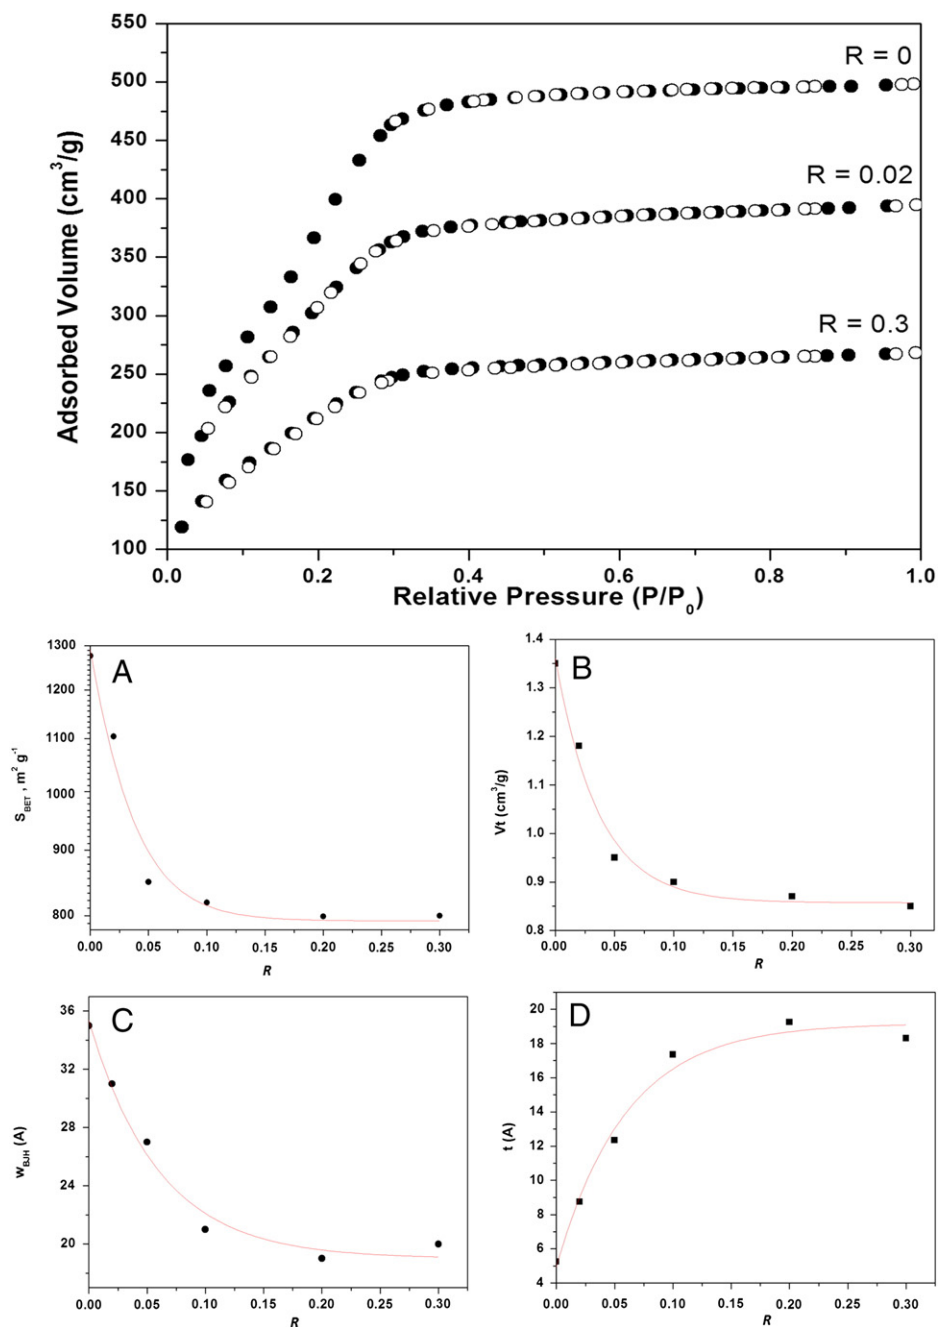 550
500
450
400
350
300
250
200
150
100
Adsorbed Volume (cm³/g)
R = 0
R = 0.02
R = 0.3
0.0 0.2 0.4 0.6 0.8 1.0
Relative Pressure (P/P₀)
A
1300
1200
1100
1000
900
800
S_BET , m² g⁻¹
0.00 0.05 0.10 0.15 0.20 0.25 0.30
R
B
1.4
1.3
1.2
1.1
1.0
0.9
0.8
Vt (cm³/g)
0.00 0.05 0.10 0.15 0.20 0.25 0.30
R
C
36
32
28
24
20
w_BJH (A)
0.00 0.05 0.10 0.15 0.20 0.25 0.30
R
D
20
18
16
14
12
10
8
6
4
t (A)
0.00 0.05 0.10 0.15 0.20 0.25 0.30
R